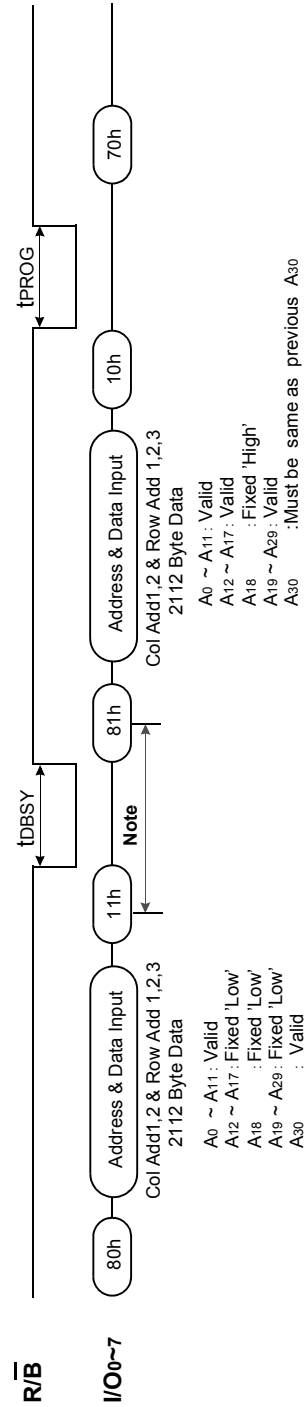 R/B
tDBSY
tPROG
I/O0~7
80h
Address & Data Input
11h
81h
Address & Data Input
10h
70h
Note
Col Add1,2 & Row Add 1,2,3
2112 Byte Data
A0 ~ A11 : Valid
A12 ~ A17 : Fixed 'Low'
A18 : Fixed 'Low'
A19 ~ A29 : Fixed 'Low'
A30 : Valid
Col Add1,2 & Row Add 1,2,3
2112 Byte Data
A0 ~ A11 : Valid
A12 ~ A17 : Valid
A18 : Fixed 'High'
A19 ~ A29 : Valid
A30 :Must be same as previous A30